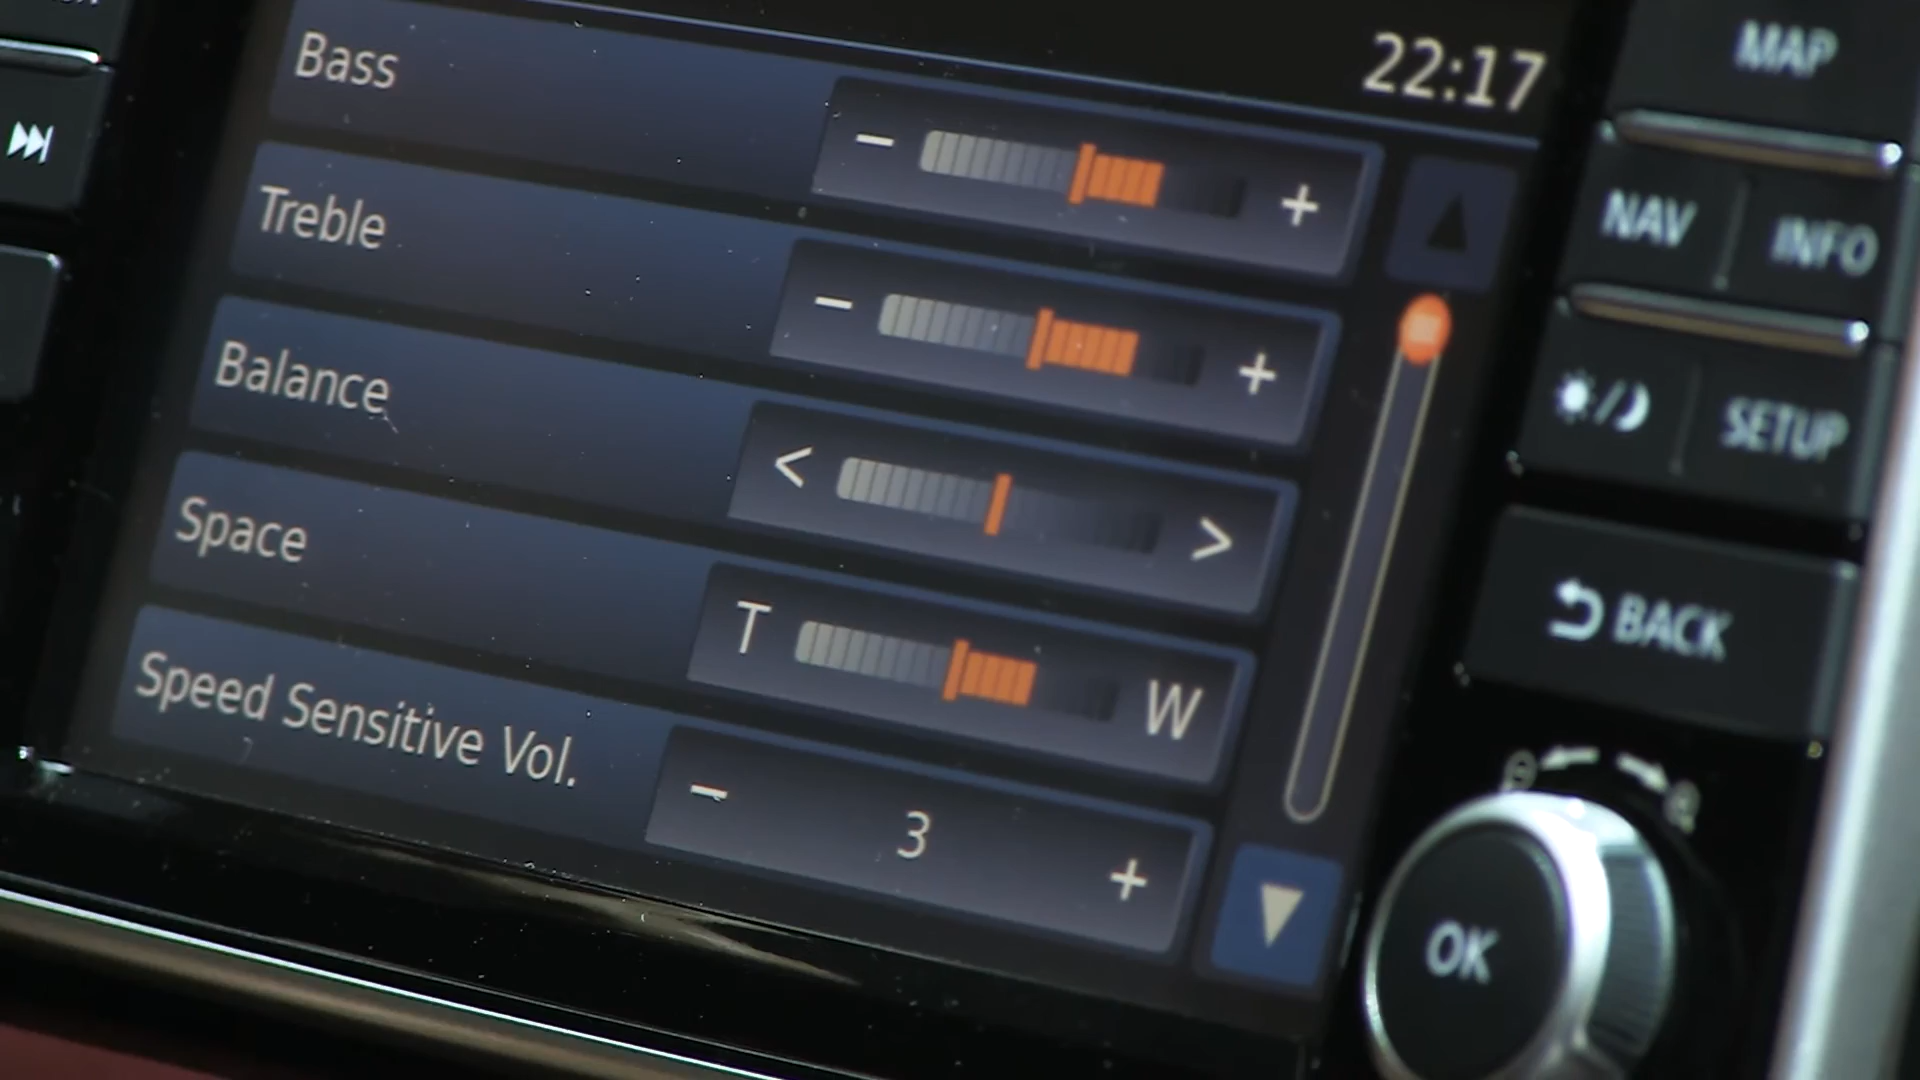 22:17
Bass
- +
Treble
- +
Balance
< >
Space
T W
Speed Sensitive Vol.
- 3 +
MAP
NAV INFO
SETUP
BACK
OK